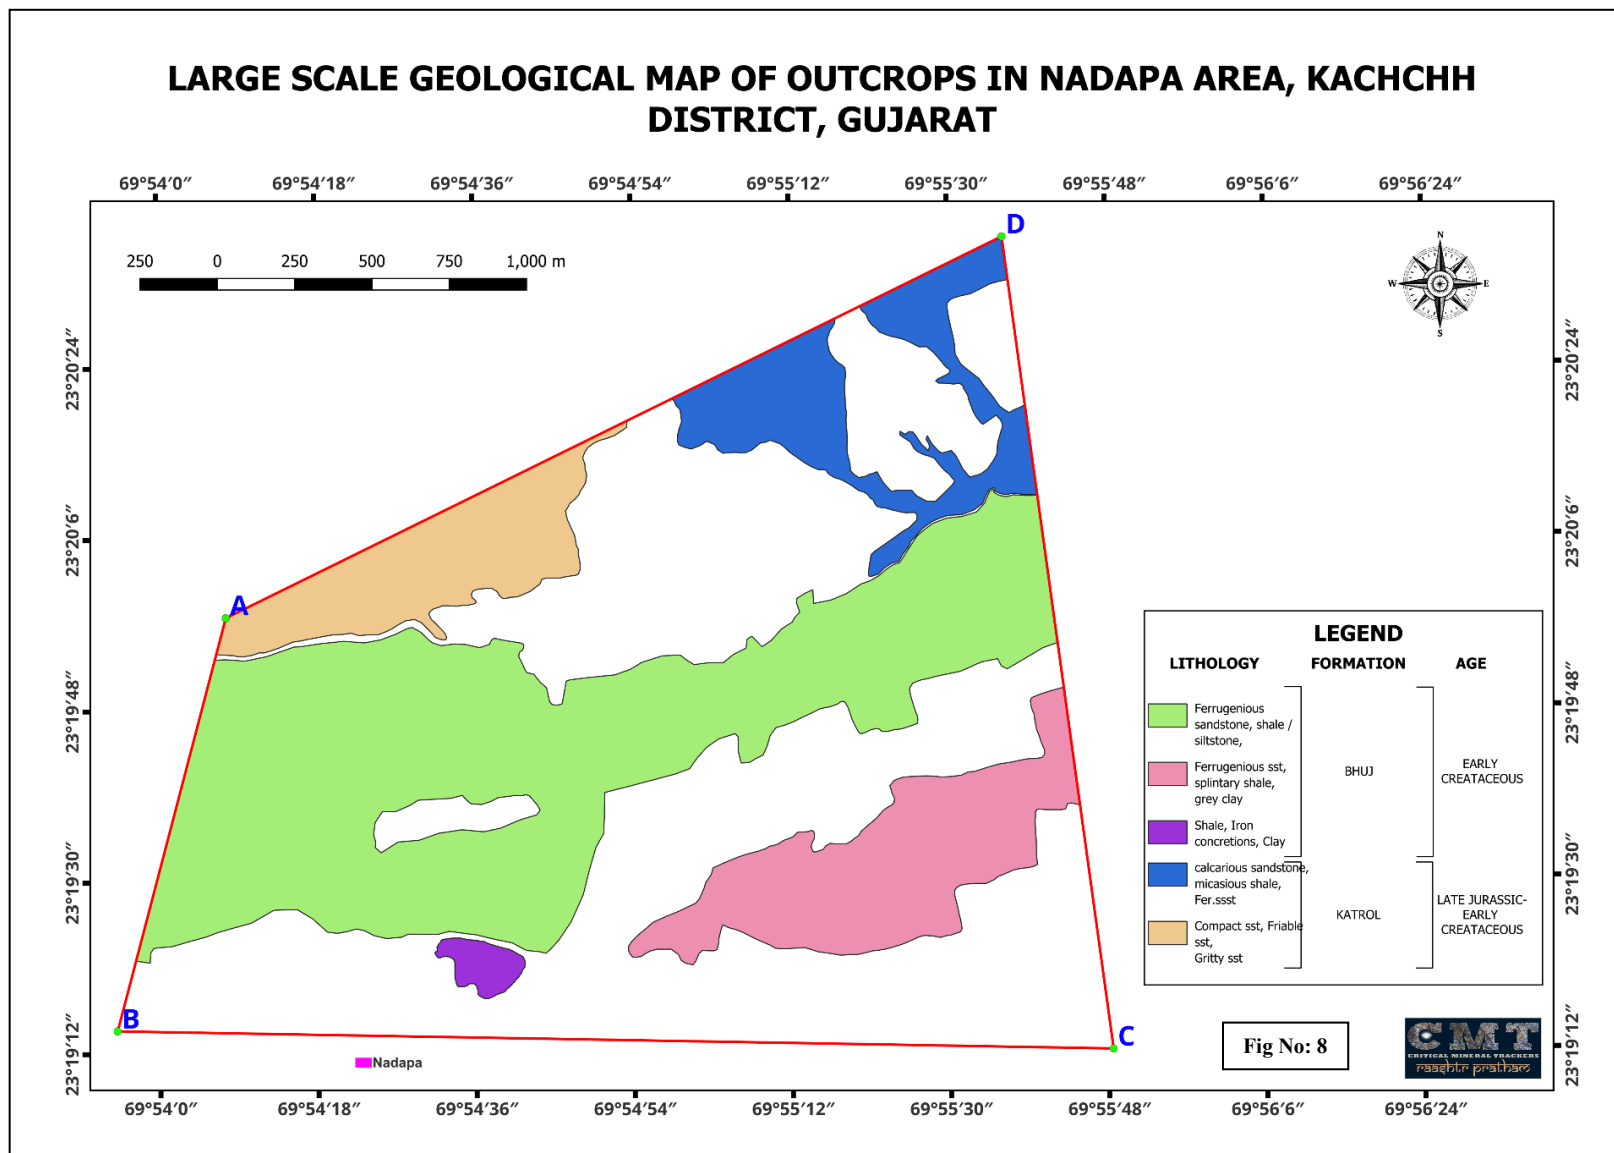 LARGE SCALE GEOLOGICAL MAP OF OUTCROPS IN NADAPA AREA, KACHCHH
DISTRICT, GUJARAT
69°54′0″ 69°54′18″ 69°54′36″ 69°54′54″ 69°55′12″ 69°55′30″ 69°55′48″ 69°56′6″ 69°56′24″
D
250 0 250 500 750 1,000 m
N
W E
S
23°20′24″ 23°20′24″
23°20′6″ 23°20′6″
A
23°19′48″ 23°19′48″
LEGEND
LITHOLOGY FORMATION AGE
Ferrugenious
sandstone, shale /
siltstone,
Ferrugenious sst,
splintary shale,
grey clay
BHUJ
EARLY
CREATACEOUS
Shale, Iron
concretions, Clay
calcarious sandstone,
micasious shale,
Fer.ssst
KATROL
LATE JURASSIC-
EARLY
CREATACEOUS
Compact sst, Friable
sst,
Gritty sst
23°19′30″ 23°19′30″
B
C
23°19′12″ 23°19′12″
Nadapa
Fig No: 8
CMT
CRITICAL MINERAL TRACKERS
raashtr pratham
69°54′0″ 69°54′18″ 69°54′36″ 69°54′54″ 69°55′12″ 69°55′30″ 69°55′48″ 69°56′6″ 69°56′24″